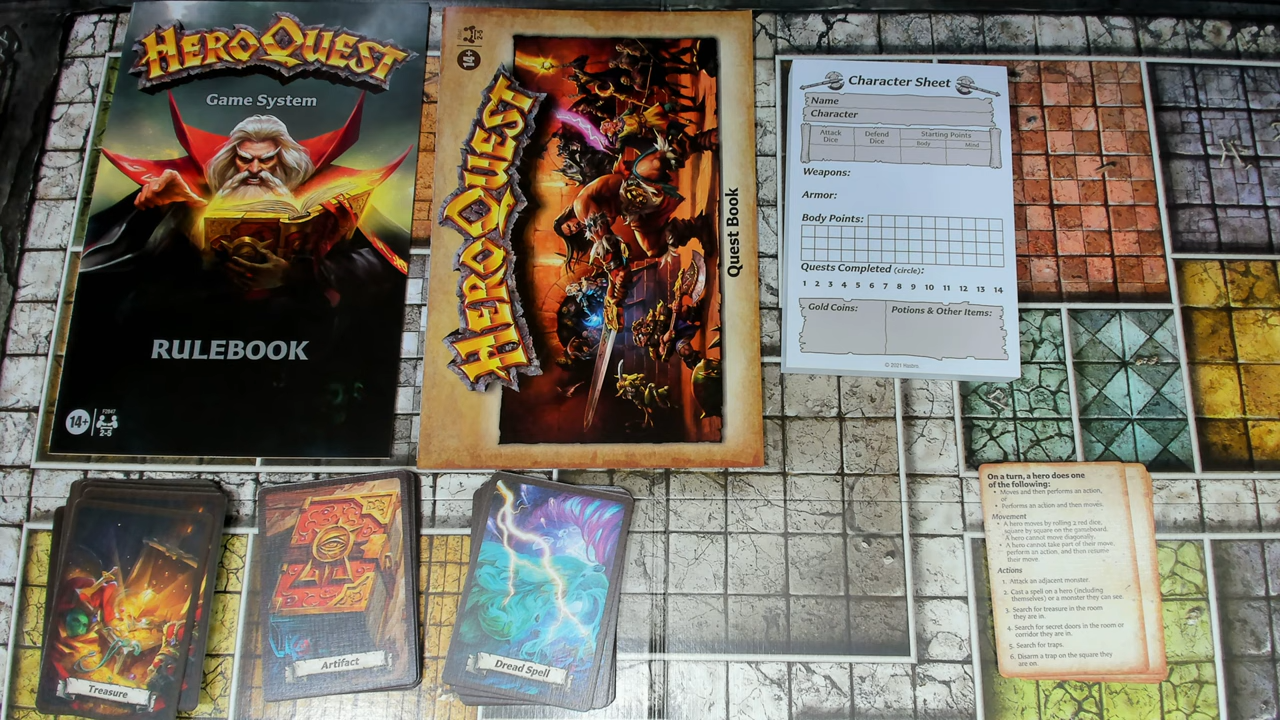 HEROQUEST
Game System
RULEBOOK
14+
F2847
2-5
14+
2-5
HEROQUEST
Quest Book
Character Sheet
Name
Character
Attack Dice
Defend Dice
Starting Points
Body
Mind
Weapons:
Armor:
Body Points:
Quests Completed (circle):
1 2 3 4 5 6 7 8 9 10 11 12 13 14
Gold Coins:
Potions & Other Items:
© 2021 Hasbro.
Treasure
Artifact
Dread Spell
On a turn, a hero does one
of the following:
• Moves and then performs an action,
or
• Performs an action and then moves.
Movement
• A hero moves by rolling 2 red dice,
square by square on the gameboard.
A hero cannot move diagonally.
• A hero cannot take part of their move,
perform an action, and then resume
their move.
Actions
1. Attack an adjacent monster.
2. Cast a spell on a hero (including
themselves) or a monster they can see.
3. Search for treasure in the room
they are in.
4. Search for secret doors in the room or
corridor they are in.
5. Search for traps.
6. Disarm a trap on the square they
are on.